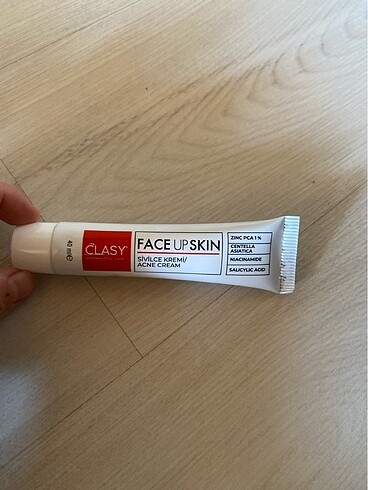 40 ml e
CLASY
FACE UP SKIN
SİVİLCE KREMİ/
ACNE CREAM
ZINC PCA 1 %
CENTELLA
ASIATICA
NIACINAMIDE
SALICYLIC ACID